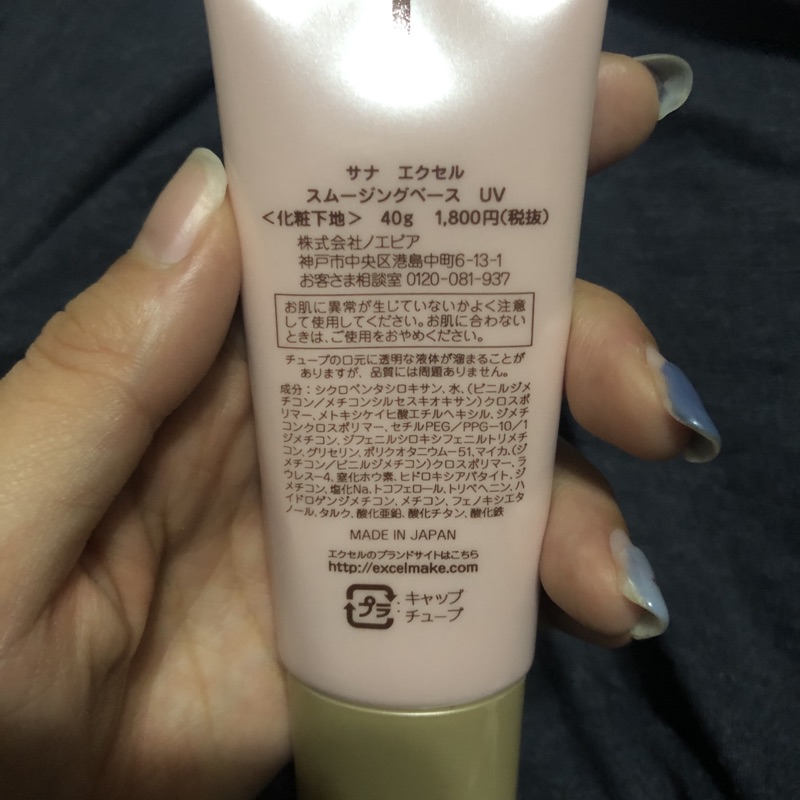 サナ エクセル
スムージングベース UV
<化粧下地> 40g 1,800円(税抜)
株式会社ノエビア
神戸市中央区港島中町6-13-1
お客さま相談室 0120-081-937
お肌に異常が生じていないかよく注意
して使用してください。お肌に合わない
ときは、ご使用をおやめください。
チューブの口元に透明な液体が溜まることが
ありますが、品質には問題ありません。
成分：シクロペンタシロキサン、水、(ビニルジメ
チコン/メチコンシルセスキオキサン)クロスポ
リマー、メトキシケイヒ酸エチルヘキシル、ジメチ
コンクロスポリマー、セチルPEG/PPG-10/1
ジメチコン、ジフェニルシロキシフェニルトリメチ
コン、グリセリン、ポリクオタニウム-51、マイカ、(ジ
メチコン/ビニルジメチコン)クロスポリマー、ラ
ウレス-4、窒化ホウ素、ヒドロキシアパタイト、ジ
メチコン、塩化Na、トコフェロール、トリベヘニン、ハ
イドロゲンジメチコン、メチコン、フェノキシエタ
ノール、タルク、酸化亜鉛、酸化チタン、酸化鉄
MADE IN JAPAN
エクセルのブランドサイトはこちら
http://excelmake.com
プラ : キャップ
チューブ